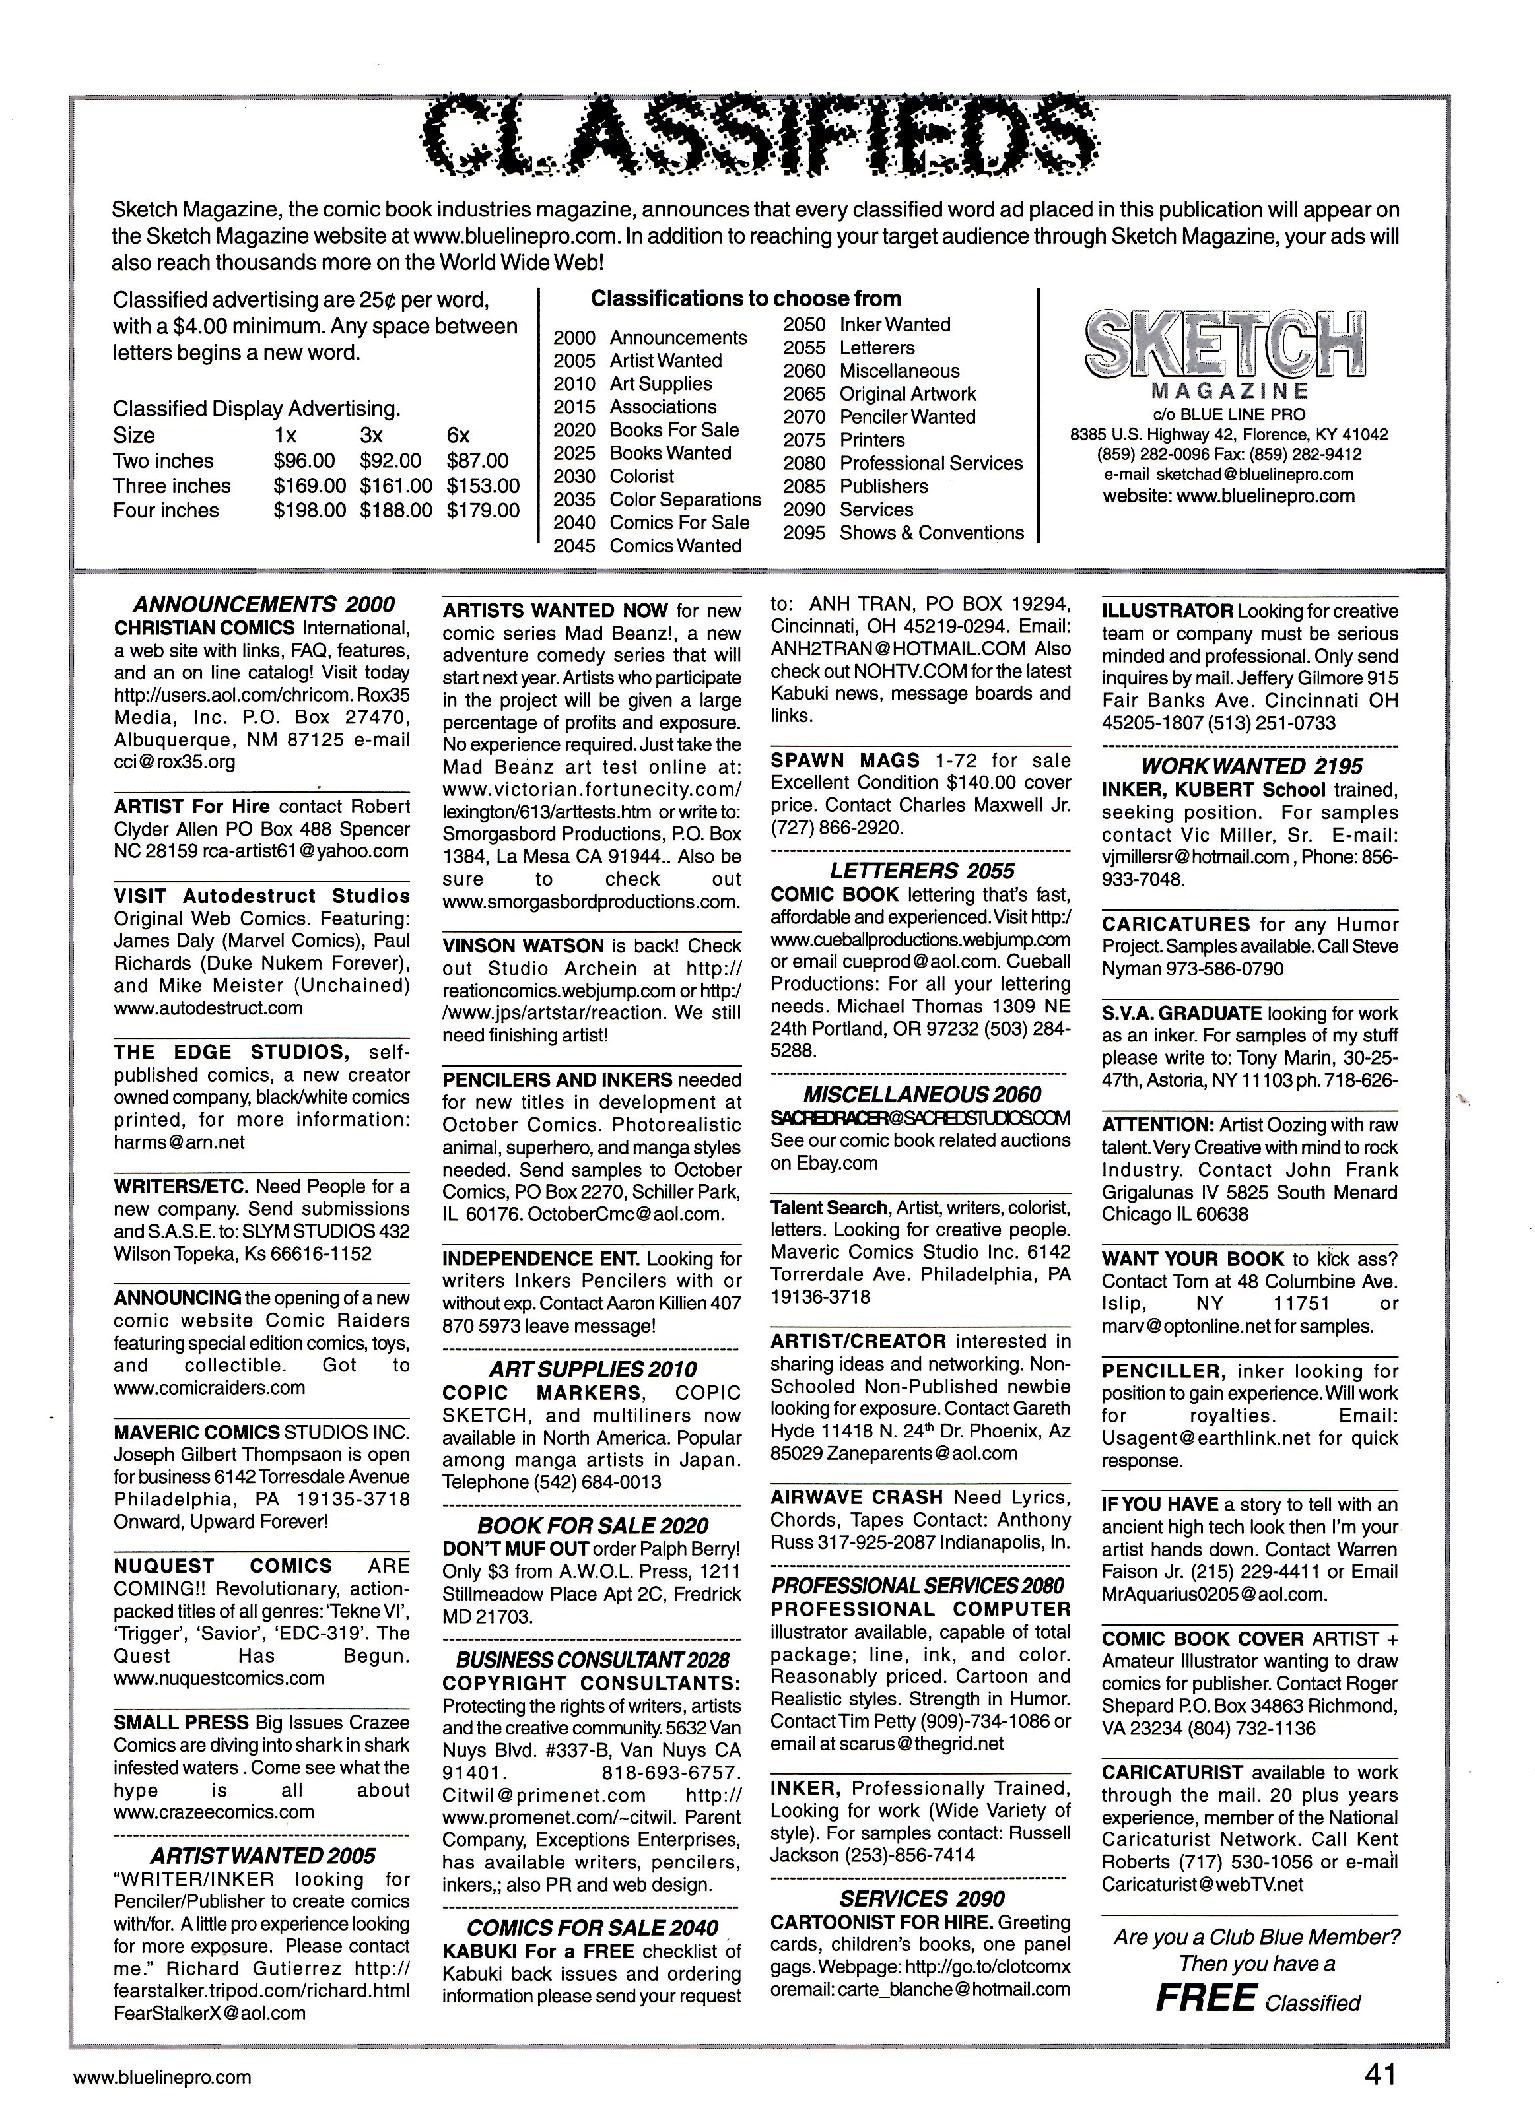 CLASSIFIEDS
Sketch Magazine, the comic book industries magazine, announces that every classified word ad placed in this publication will appear on
the Sketch Magazine website at www.bluelinepro.com. In addition to reaching your target audience through Sketch Magazine, your ads will
also reach thousands more on the World Wide Web!
Classified advertising are 25¢ per word,
with a $4.00 minimum. Any space between
letters begins a new word.
Classified Display Advertising.
Size 1x 3x 6x
Two inches $96.00 $92.00 $87.00
Three inches $169.00 $161.00 $153.00
Four inches $198.00 $188.00 $179.00
Classifications to choose from
2000 Announcements
2005 Artist Wanted
2010 Art Supplies
2015 Associations
2020 Books For Sale
2025 Books Wanted
2030 Colorist
2035 Color Separations
2040 Comics For Sale
2045 Comics Wanted
2050 Inker Wanted
2055 Letterers
2060 Miscellaneous
2065 Original Artwork
2070 Penciler Wanted
2075 Printers
2080 Professional Services
2085 Publishers
2090 Services
2095 Shows & Conventions
SKETCH
MAGAZINE
c/o BLUE LINE PRO
8385 U.S. Highway 42, Florence, KY 41042
(859) 282-0096 Fax: (859) 282-9412
e-mail sketchad@bluelinepro.com
website: www.bluelinepro.com
ANNOUNCEMENTS 2000
CHRISTIAN COMICS International,
a web site with links, FAQ, features,
and an on line catalog! Visit today
http://users.aol.com/chricom. Rox35
Media, Inc. P.O. Box 27470,
Albuquerque, NM 87125 e-mail
cci@rox35.org
ARTIST For Hire contact Robert
Clyder Allen PO Box 488 Spencer
NC 28159 rca-artist61@yahoo.com
VISIT Autodestruct Studios
Original Web Comics. Featuring:
James Daly (Marvel Comics), Paul
Richards (Duke Nukem Forever),
and Mike Meister (Unchained)
www.autodestruct.com
THE EDGE STUDIOS, self-
published comics, a new creator
owned company, black/white comics
printed, for more information:
harms@arn.net
WRITERS/ETC. Need People for a
new company. Send submissions
and S.A.S.E. to: SLYM STUDIOS 432
Wilson Topeka, Ks 66616-1152
ANNOUNCING the opening of a new
comic website Comic Raiders
featuring special edition comics, toys,
and collectible. Got to
www.comicraiders.com
MAVERIC COMICS STUDIOS INC.
Joseph Gilbert Thompsaon is open
for business 6142 Torresdale Avenue
Philadelphia, PA 19135-3718
Onward, Upward Forever!
NUQUEST COMICS ARE
COMING!! Revolutionary, action-
packed titles of all genres: 'Tekne VI',
'Trigger', 'Savior', 'EDC-319'. The
Quest Has Begun.
www.nuquestcomics.com
SMALL PRESS Big Issues Crazee
Comics are diving into shark in shark
infested waters . Come see what the
hype is all about
www.crazeecomics.com
ARTIST WANTED 2005
"WRITER/INKER looking for
Penciler/Publisher to create comics
with/for. A little pro experience looking
for more exposure. Please contact
me." Richard Gutierrez http://
fearstalker.tripod.com/richard.html
FearStalkerX@aol.com
ARTISTS WANTED NOW for new
comic series Mad Beanz!, a new
adventure comedy series that will
start next year. Artists who participate
in the project will be given a large
percentage of profits and exposure.
No experience required. Just take the
Mad Beanz art test online at:
www.victorian.fortunecity.com/
lexington/613/arttests.htm or write to:
Smorgasbord Productions, P.O. Box
1384, La Mesa CA 91944.. Also be
sure to check out
www.smorgasbordproductions.com.
VINSON WATSON is back! Check
out Studio Archein at http://
reationcomics.webjump.com or http:/
/www.jps/artstar/reaction. We still
need finishing artist!
PENCILERS AND INKERS needed
for new titles in development at
October Comics. Photorealistic
animal, superhero, and manga styles
needed. Send samples to October
Comics, PO Box 2270, Schiller Park,
IL 60176. OctoberCmc@aol.com.
INDEPENDENCE ENT. Looking for
writers Inkers Pencilers with or
without exp. Contact Aaron Killien 407
870 5973 leave message!
ART SUPPLIES 2010
COPIC MARKERS, COPIC
SKETCH, and multiliners now
available in North America. Popular
among manga artists in Japan.
Telephone (542) 684-0013
BOOK FOR SALE 2020
DON'T MUF OUT order Palph Berry!
Only $3 from A.W.O.L. Press, 1211
Stillmeadow Place Apt 2C, Fredrick
MD 21703.
BUSINESS CONSULTANT 2028
COPYRIGHT CONSULTANTS:
Protecting the rights of writers, artists
and the creative community. 5632 Van
Nuys Blvd. #337-B, Van Nuys CA
91401. 818-693-6757.
Citwil@primenet.com http://
www.promenet.com/~citwil. Parent
Company, Exceptions Enterprises,
has available writers, pencilers,
inkers,; also PR and web design.
COMICS FOR SALE 2040
KABUKI For a FREE checklist of
Kabuki back issues and ordering
information please send your request
to: ANH TRAN, PO BOX 19294,
Cincinnati, OH 45219-0294. Email:
ANH2TRAN@HOTMAIL.COM Also
check out NOHTV.COM for the latest
Kabuki news, message boards and
links.
SPAWN MAGS 1-72 for sale
Excellent Condition $140.00 cover
price. Contact Charles Maxwell Jr.
(727) 866-2920.
LETTERERS 2055
COMIC BOOK lettering that's fast,
affordable and experienced. Visit http:/
www.cueballproductions.webjump.com
or email cueprod@aol.com. Cueball
Productions: For all your lettering
needs. Michael Thomas 1309 NE
24th Portland, OR 97232 (503) 284-
5288.
MISCELLANEOUS 2060
SACREDRACER@SACREDSTUDIOS.COM
See our comic book related auctions
on Ebay.com
Talent Search, Artist, writers, colorist,
letters. Looking for creative people.
Maveric Comics Studio Inc. 6142
Torrerdale Ave. Philadelphia, PA
19136-3718
ARTIST/CREATOR interested in
sharing ideas and networking. Non-
Schooled Non-Published newbie
looking for exposure. Contact Gareth
Hyde 11418 N. 24th Dr. Phoenix, Az
85029 Zaneparents@aol.com
AIRWAVE CRASH Need Lyrics,
Chords, Tapes Contact: Anthony
Russ 317-925-2087 Indianapolis, In.
PROFESSIONAL SERVICES 2080
PROFESSIONAL COMPUTER
illustrator available, capable of total
package; line, ink, and color.
Reasonably priced. Cartoon and
Realistic styles. Strength in Humor.
Contact Tim Petty (909)-734-1086 or
email at scarus@thegrid.net
INKER, Professionally Trained,
Looking for work (Wide Variety of
style). For samples contact: Russell
Jackson (253)-856-7414
SERVICES 2090
CARTOONIST FOR HIRE. Greeting
cards, children's books, one panel
gags. Webpage: http://go.to/clotcomx
oremail: carte_blanche@hotmail.com
ILLUSTRATOR Looking for creative
team or company must be serious
minded and professional. Only send
inquires by mail. Jeffery Gilmore 915
Fair Banks Ave. Cincinnati OH
45205-1807 (513) 251-0733
WORK WANTED 2195
INKER, KUBERT School trained,
seeking position. For samples
contact Vic Miller, Sr. E-mail:
vjmillersr@hotmail.com , Phone: 856-
933-7048.
CARICATURES for any Humor
Project. Samples available. Call Steve
Nyman 973-586-0790
S.V.A. GRADUATE looking for work
as an inker. For samples of my stuff
please write to: Tony Marin, 30-25-
47th, Astoria, NY 11103 ph. 718-626-
ATTENTION: Artist Oozing with raw
talent. Very Creative with mind to rock
Industry. Contact John Frank
Grigalunas IV 5825 South Menard
Chicago IL 60638
WANT YOUR BOOK to kick ass?
Contact Tom at 48 Columbine Ave.
Islip, NY 11751 or
marv@optonline.net for samples.
PENCILLER, inker looking for
position to gain experience. Will work
for royalties. Email:
Usagent@earthlink.net for quick
response.
IF YOU HAVE a story to tell with an
ancient high tech look then I'm your
artist hands down. Contact Warren
Faison Jr. (215) 229-4411 or Email
MrAquarius0205@aol.com.
COMIC BOOK COVER ARTIST +
Amateur Illustrator wanting to draw
comics for publisher. Contact Roger
Shepard P.O. Box 34863 Richmond,
VA 23234 (804) 732-1136
CARICATURIST available to work
through the mail. 20 plus years
experience, member of the National
Caricaturist Network. Call Kent
Roberts (717) 530-1056 or e-mail
Caricaturist@webTV.net
Are you a Club Blue Member?
Then you have a
FREE Classified
www.bluelinepro.com
41